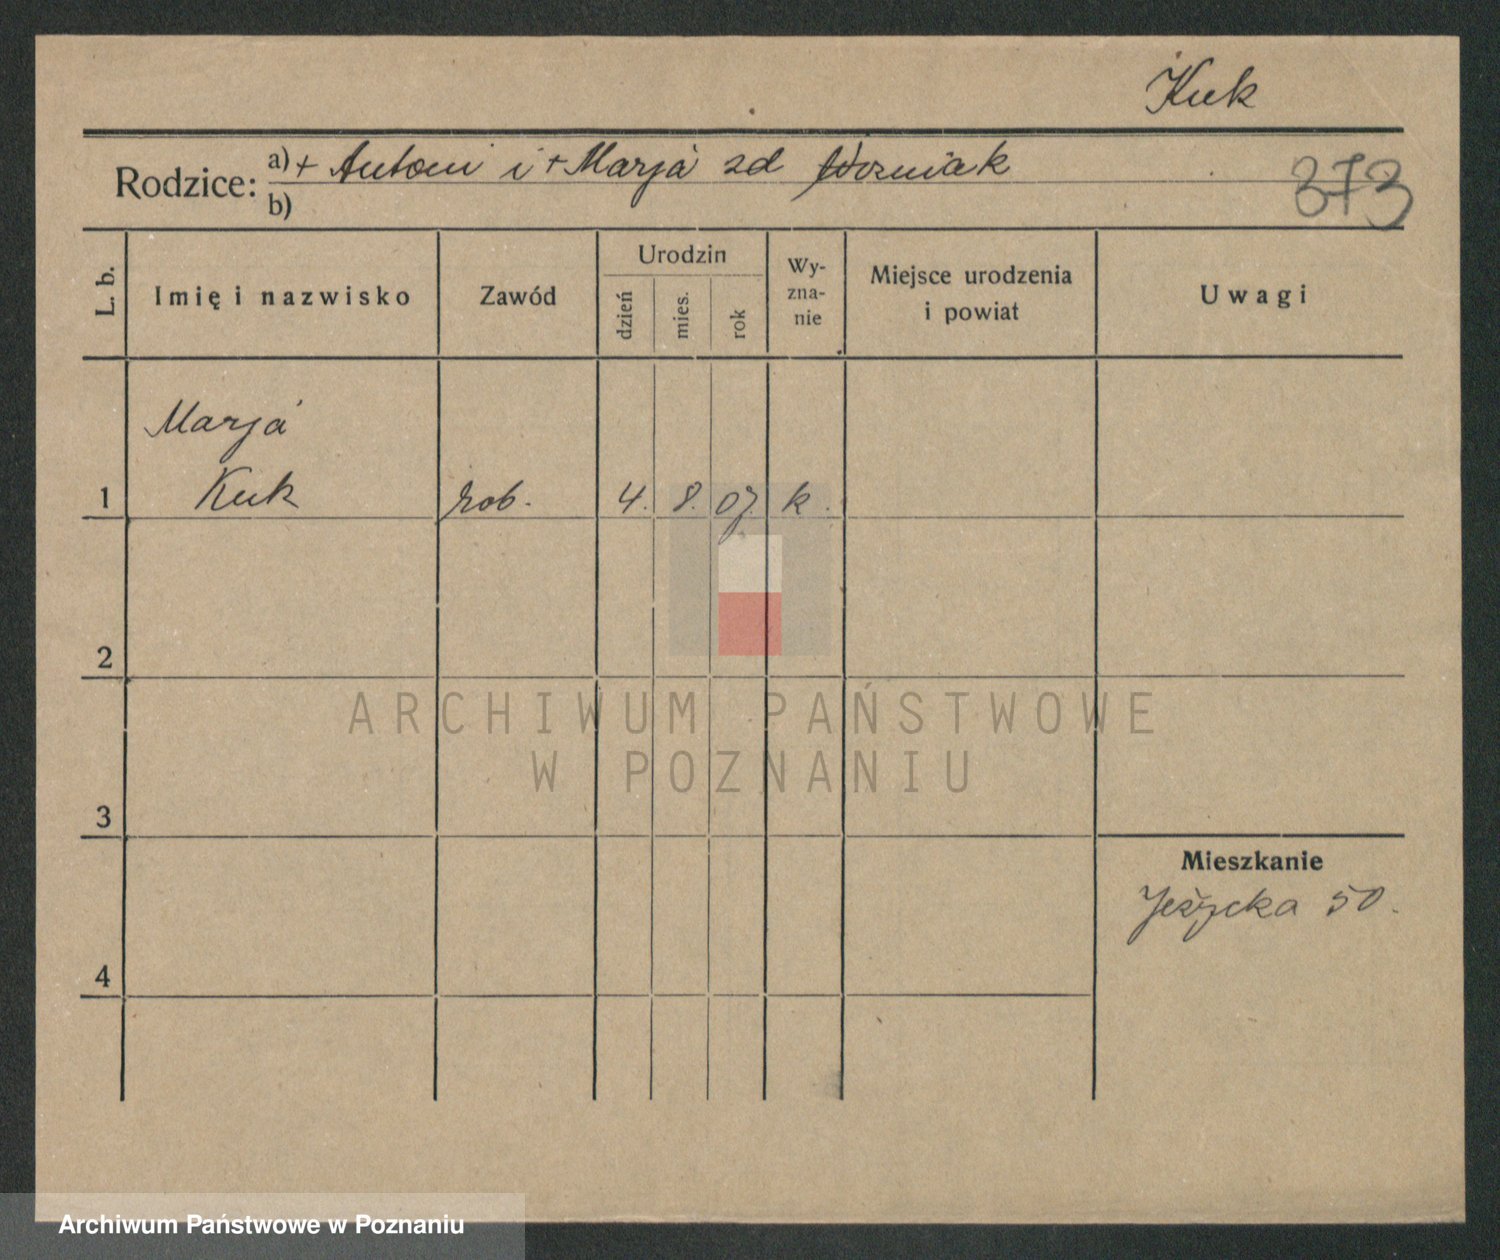 Kuk
Rodzice: a) + Antoni i + Marja zd Woźniak
b)
373
L. b.
Imię i nazwisko
Zawód
Urodzin
dzień
mies.
rok
Wy-
zna-
nie
Miejsce urodzenia
i powiat
Uwagi
Marja
1 Kuk rob. 4. 8. 07 k.
2
ARCHIWUM PAŃSTWOWE
W POZNANIU
3
Mieszkanie
Jeżycka 50.
4
Archiwum Państwowe w Poznaniu